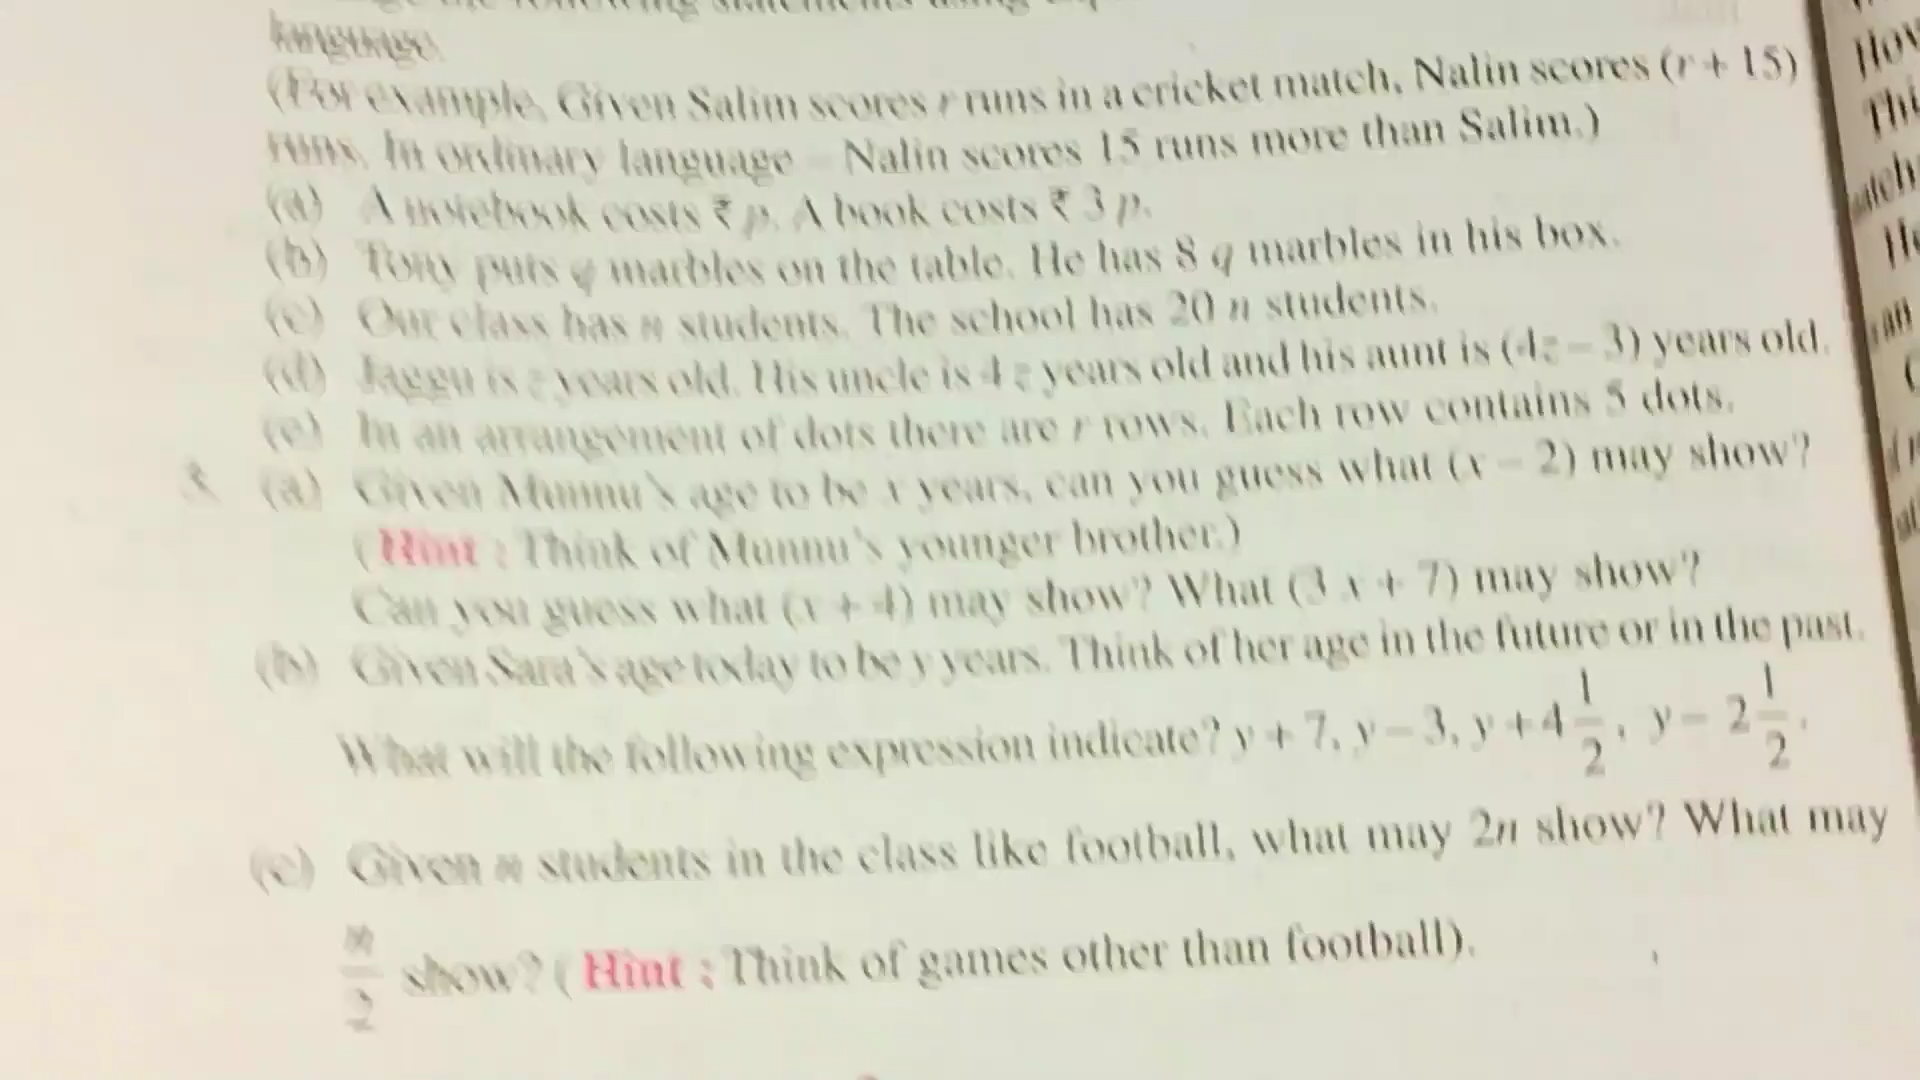 the following statements using
language.
(For example, Given Salim scores r runs in a cricket match, Nalin scores (r + 15)
runs. In ordinary language – Nalin scores 15 runs more than Salim.)
(a) A notebook costs ₹ p. A book costs ₹ 3 p.
(b) Tony puts q marbles on the table. He has 8 q marbles in his box.
(c) Our class has n students. The school has 20 n students.
(d) Jaggu is z years old. His uncle is 4 z years old and his aunt is (4z – 3) years old.
(e) In an arrangement of dots there are r rows. Each row contains 5 dots.
(a) Given Munnu's age to be x years, can you guess what (x – 2) may show?
(Hint : Think of Munnu's younger brother.)
Can you guess what (x + 4) may show? What (3 x + 7) may show?
(b) Given Sara's age today to be y years. Think of her age in the future or in the past.
What will the following expression indicate? y + 7, y – 3, y + 4 1/2, y – 2 1/2.
(c) Given n students in the class like football, what may 2n show? What may
n/2 show? ( Hint : Think of games other than football).